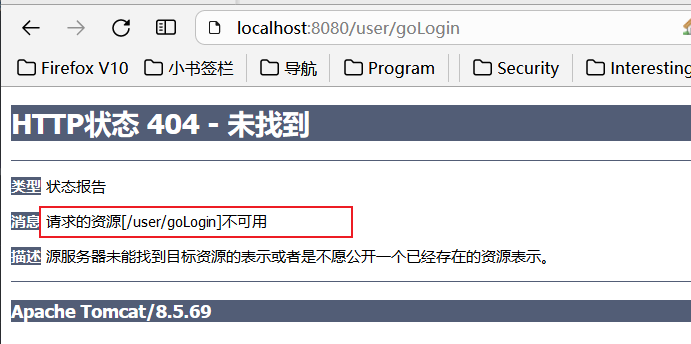 localhost:8080/user/goLogin
Firefox V10 小书签栏 导航 Program Security Interesting
HTTP状态 404 - 未找到
类型 状态报告
消息 请求的资源[/user/goLogin]不可用
描述 源服务器未能找到目标资源的表示或者是不愿公开一个已经存在的资源表示。
Apache Tomcat/8.5.69